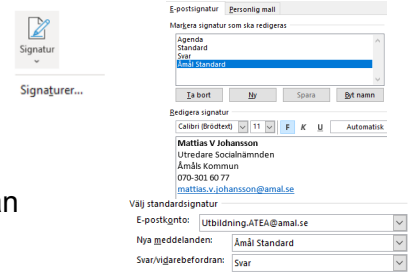 Signatur
Signaturer...
E-postsignatur Personlig mall
Markera signatur som ska redigeras
Agenda
Standard
Svar
Åmål Standard
Ta bort Ny Spara Byt namn
Redigera signatur
Calibri (Brödtext) 11 F K U Automatisk
Mattias V Johansson
Utredare Socialnämnden
Åmåls Kommun
070-301 60 77
mattias.v.johansson@amal.se
Välj standardsignatur
E-postkonto: Utbildning.ATEA@amal.se
Nya meddelanden: Åmål Standard
Svar/vidarebefordran: Svar